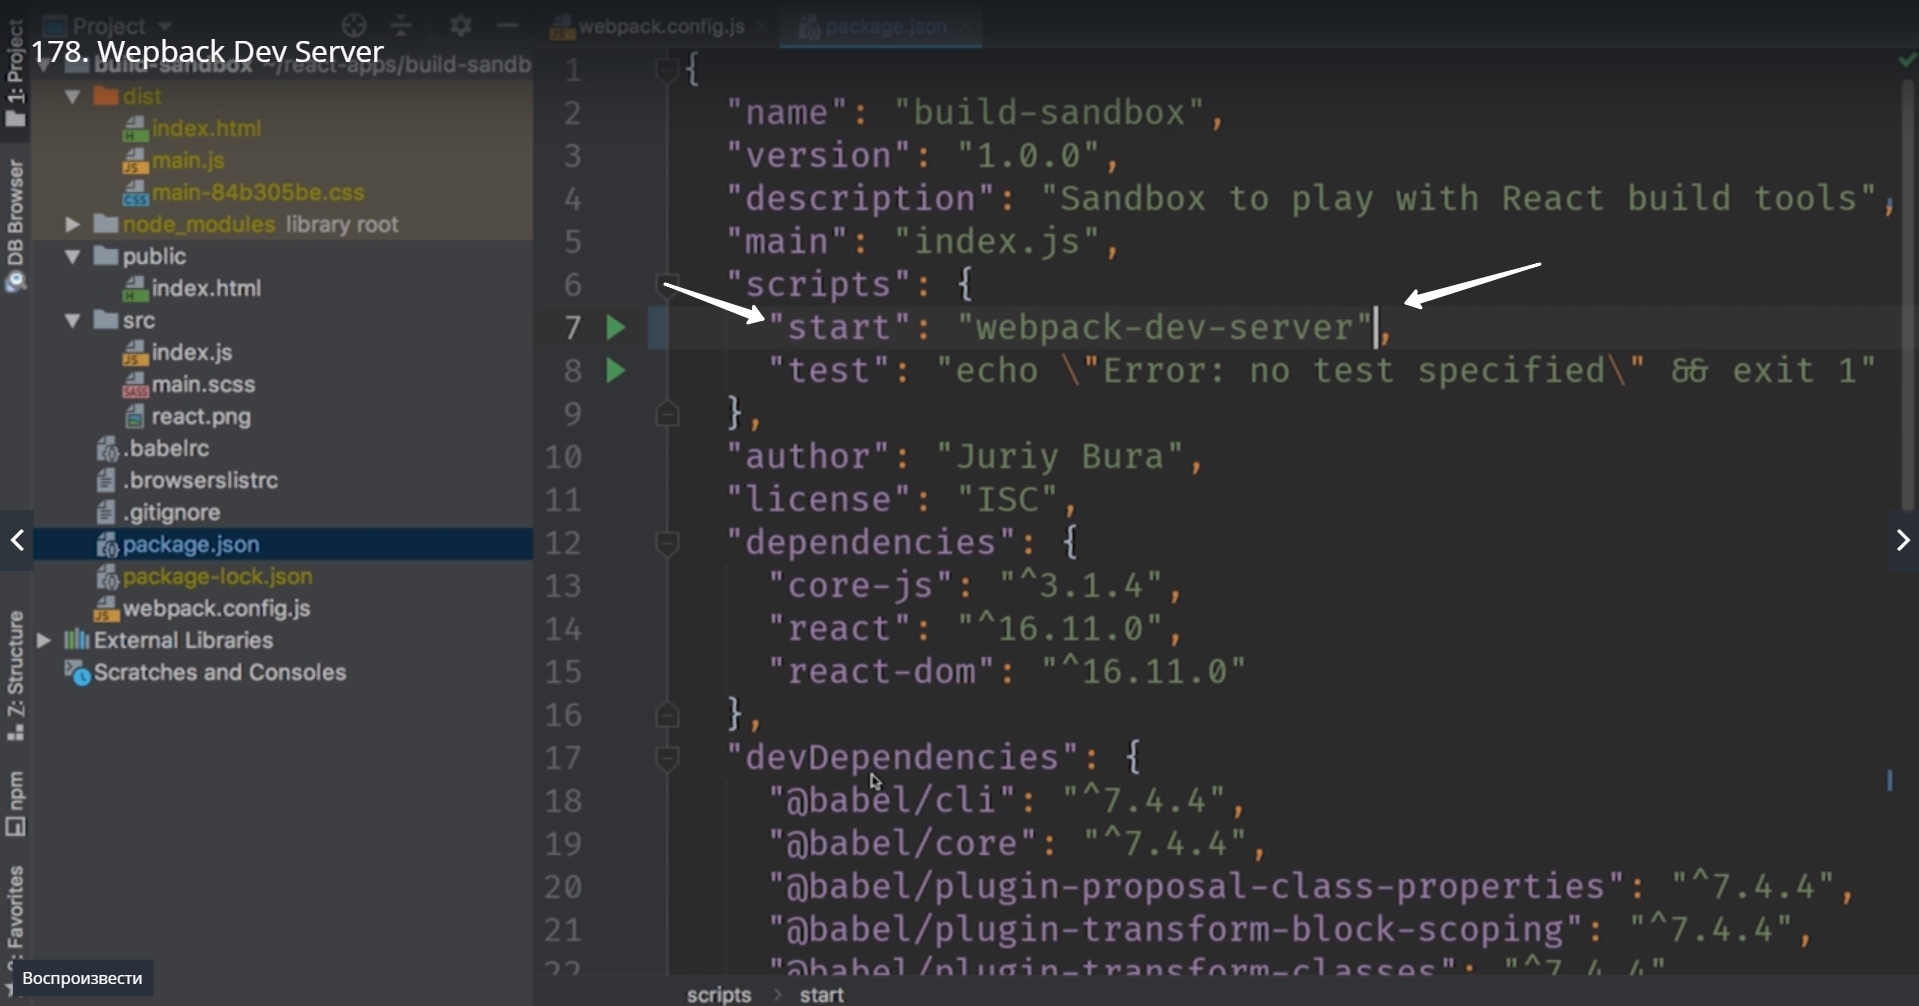 Project
webpack.config.js
package.json
178. Wepback Dev Server
1: Project
build-sandbox ~/react-apps/build-sandb
dist
index.html
main.js
main-84b305be.css
node_modules library root
public
index.html
src
index.js
main.scss
react.png
.babelrc
.browserslistrc
.gitignore
package.json
package-lock.json
webpack.config.js
External Libraries
Scratches and Consoles
DB Browser
Z: Structure
npm
Favorites
Воспроизвести
1 {
2 "name": "build-sandbox",
3 "version": "1.0.0",
4 "description": "Sandbox to play with React build tools",
5 "main": "index.js",
6 "scripts": {
7 "start": "webpack-dev-server",
8 "test": "echo \"Error: no test specified\" && exit 1"
9 },
10 "author": "Juriy Bura",
11 "license": "ISC",
12 "dependencies": {
13 "core-js": "^3.1.4",
14 "react": "^16.11.0",
15 "react-dom": "^16.11.0"
16 },
17 "devDependencies": {
18 "@babel/cli": "^7.4.4",
19 "@babel/core": "^7.4.4",
20 "@babel/plugin-proposal-class-properties": "^7.4.4",
21 "@babel/plugin-transform-block-scoping": "^7.4.4",
22 "@babel/plugin-transform-classes": "^7.4.4"
scripts > start